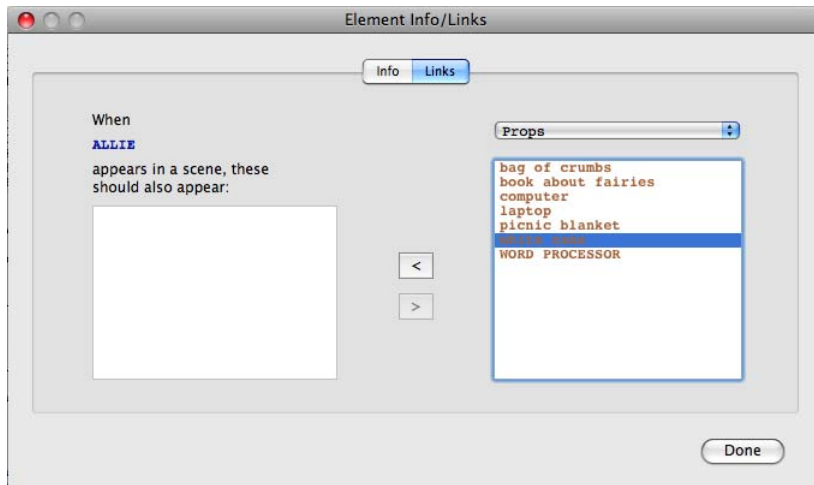 Element Info/Links
Info Links
When
ALLIE
appears in a scene, these
should also appear:
<
>
Props
bag of crumbs
book about fairies
computer
laptop
picnic blanket
WORD PROCESSOR
Done